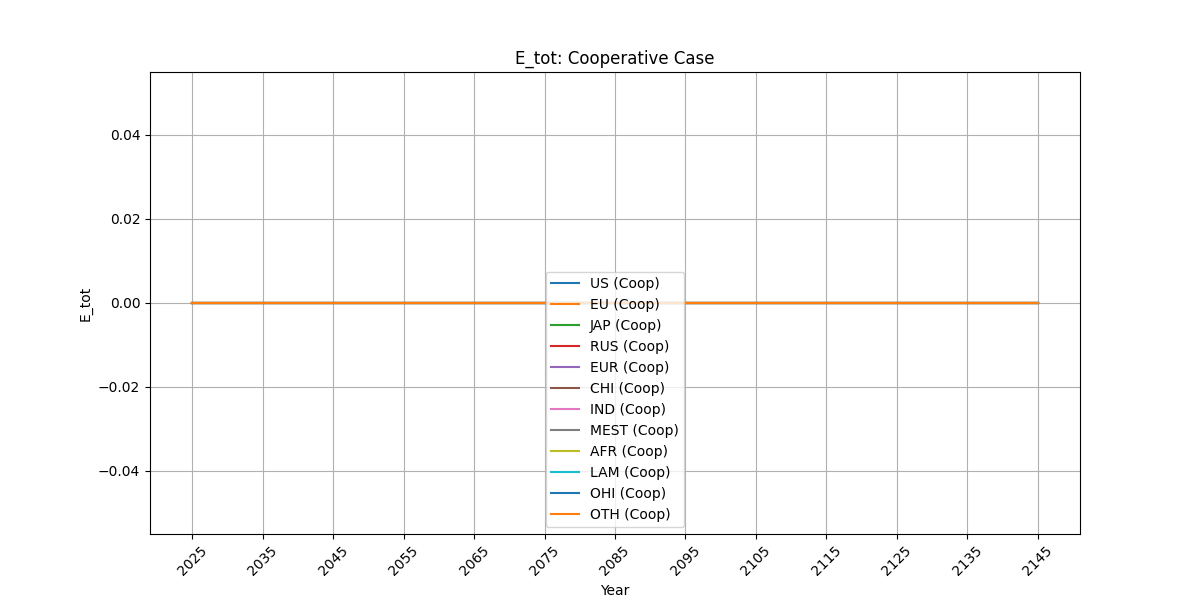 E_tot: Cooperative Case
E_tot
0.04
0.02
0.00
−0.02
−0.04
US (Coop)
EU (Coop)
JAP (Coop)
RUS (Coop)
EUR (Coop)
CHI (Coop)
IND (Coop)
MEST (Coop)
AFR (Coop)
LAM (Coop)
OHI (Coop)
OTH (Coop)
2025
2035
2045
2055
2065
2075
2085
2095
2105
2115
2125
2135
2145
Year